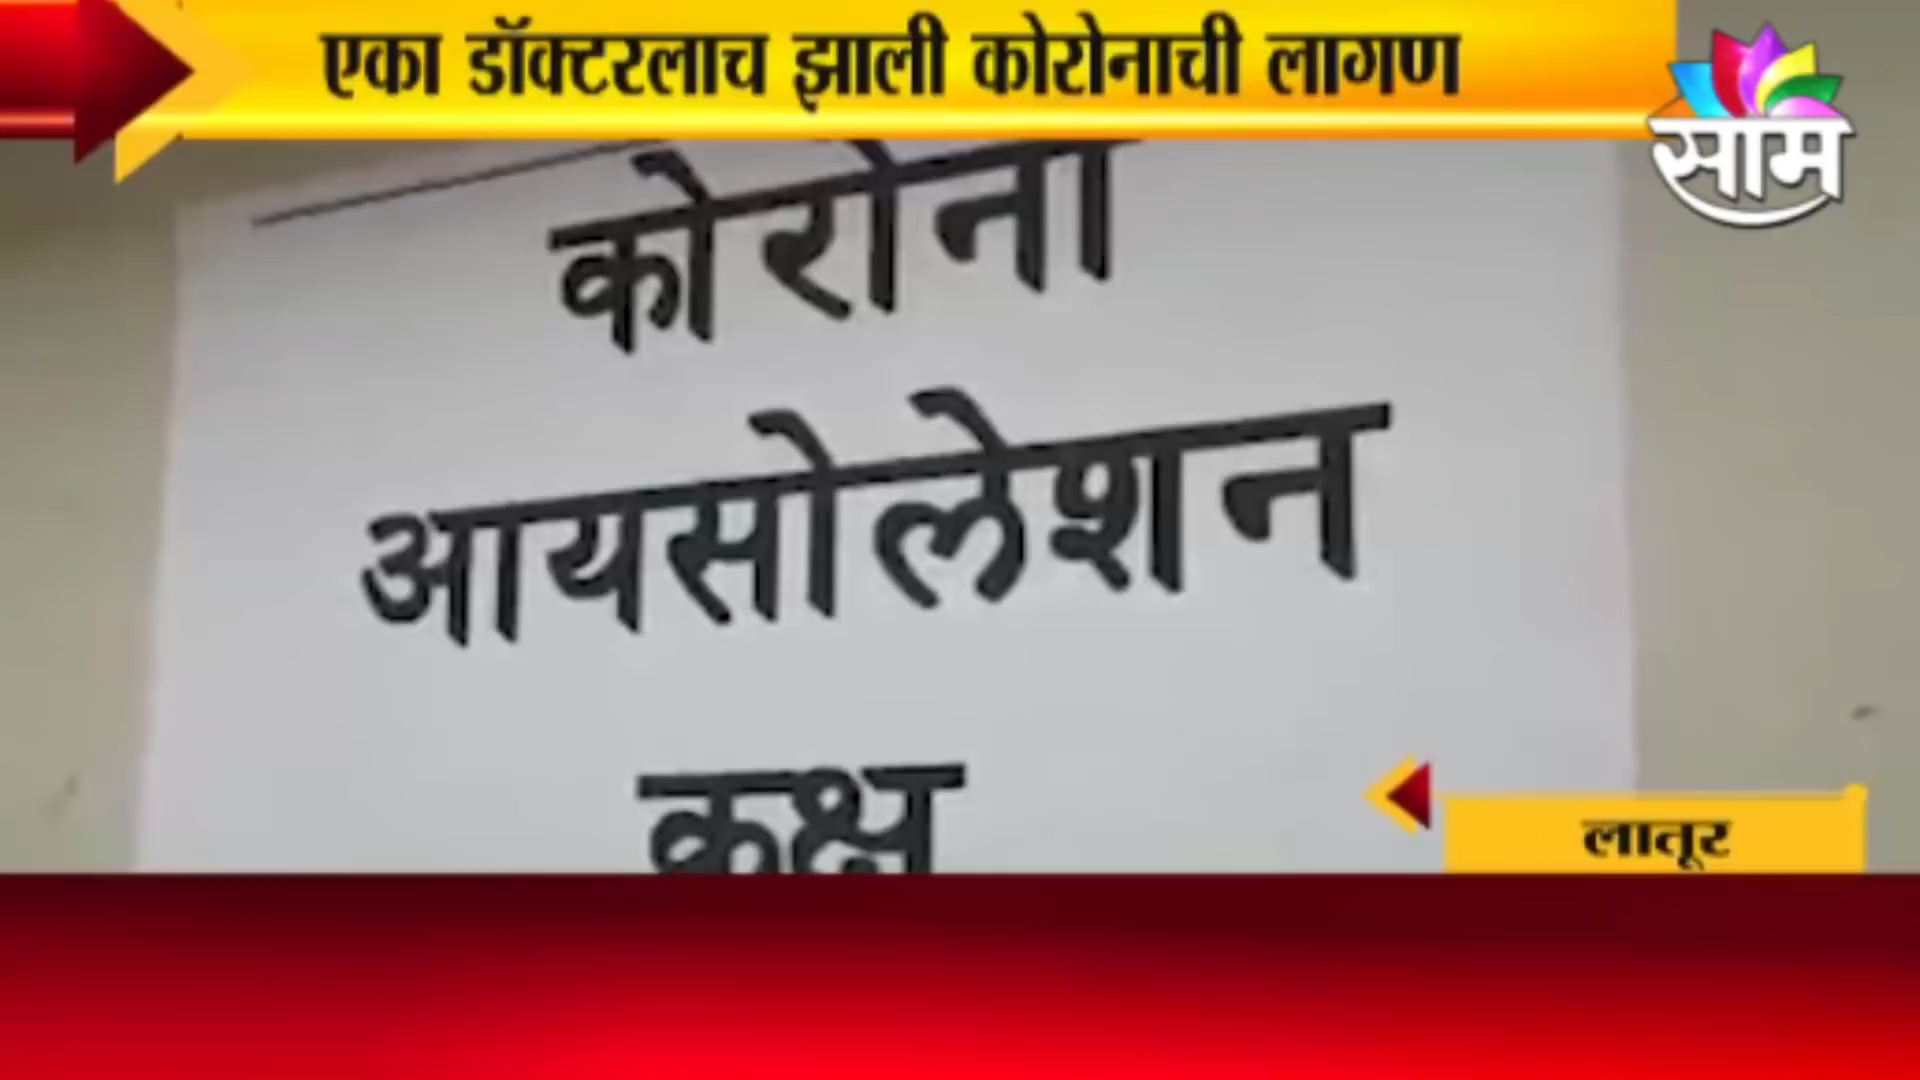 एका डॉक्टरलाच झाली कोरोनाची लागण
साम
कोरोना
आयसोलेशन
कक्ष
लातूर